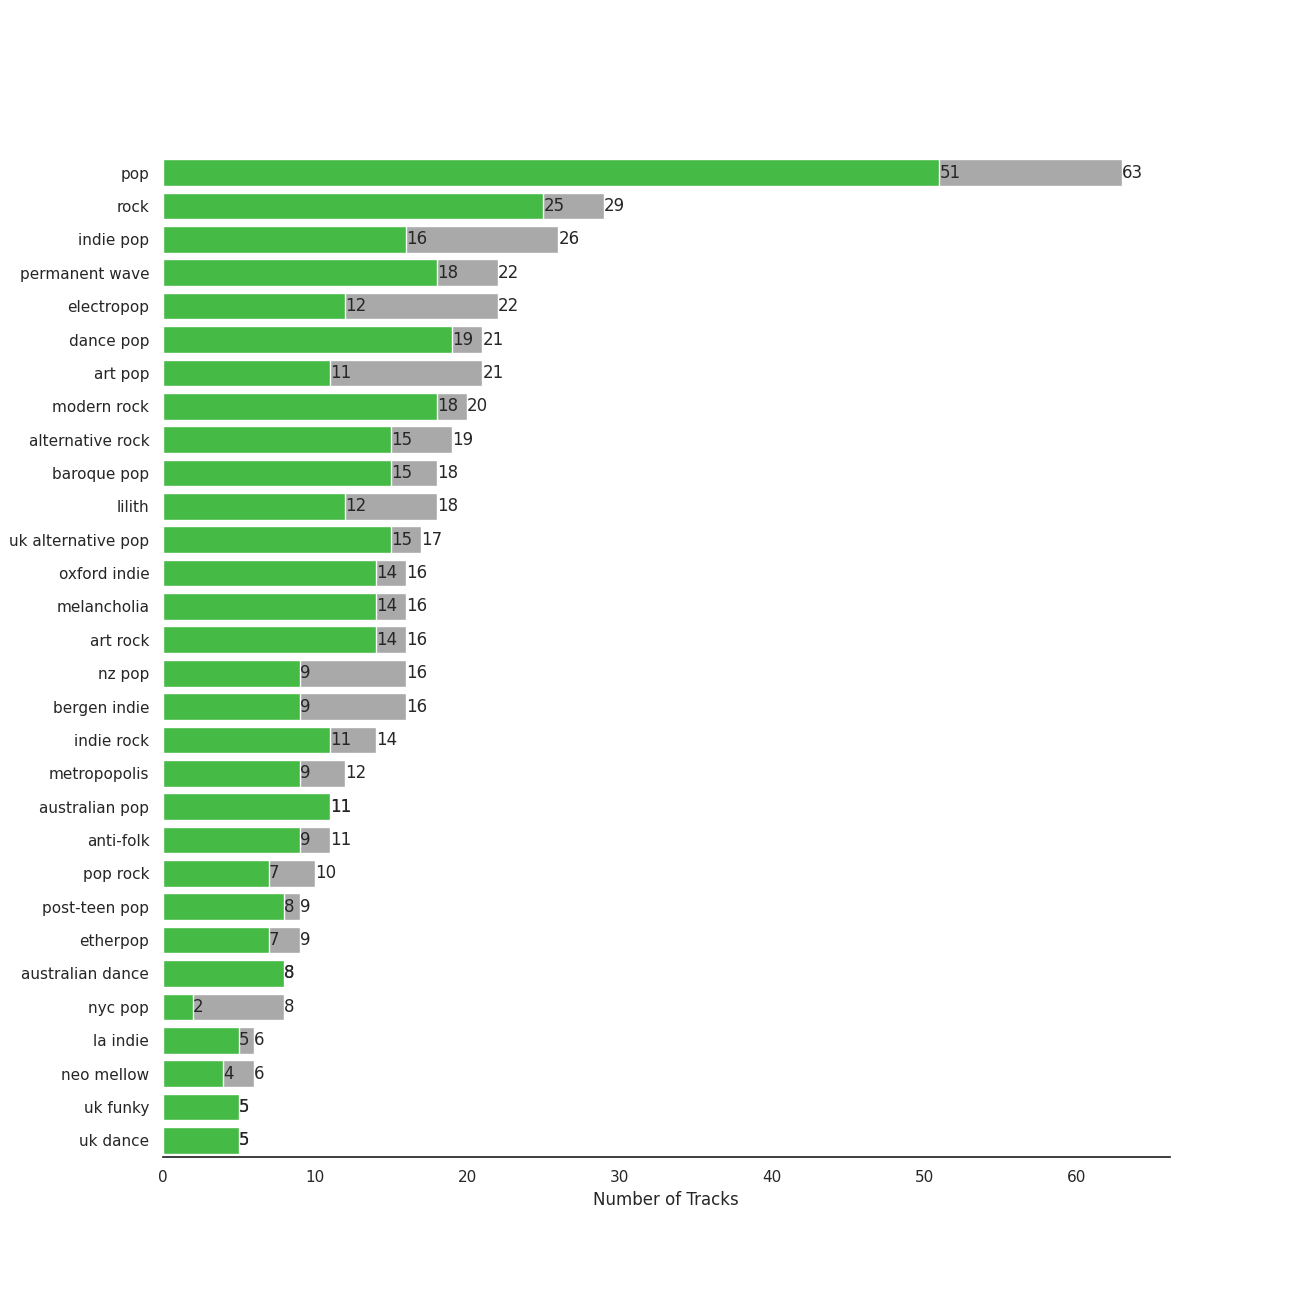 pop 51 63
rock 25 29
indie pop 16 26
permanent wave 18 22
electropop 12 22
dance pop 19 21
art pop 11 21
modern rock 18 20
alternative rock 15 19
baroque pop 15 18
lilith 12 18
uk alternative pop 15 17
oxford indie 14 16
melancholia 14 16
art rock 14 16
nz pop 9 16
bergen indie 9 16
indie rock 11 14
metropopolis 9 12
australian pop 11
anti-folk 9 11
pop rock 7 10
post-teen pop 8 9
etherpop 7 9
australian dance 8
nyc pop 2 8
la indie 5 6
neo mellow 4 6
uk funky 5
uk dance 5
0 10 20 30 40 50 60
Number of Tracks